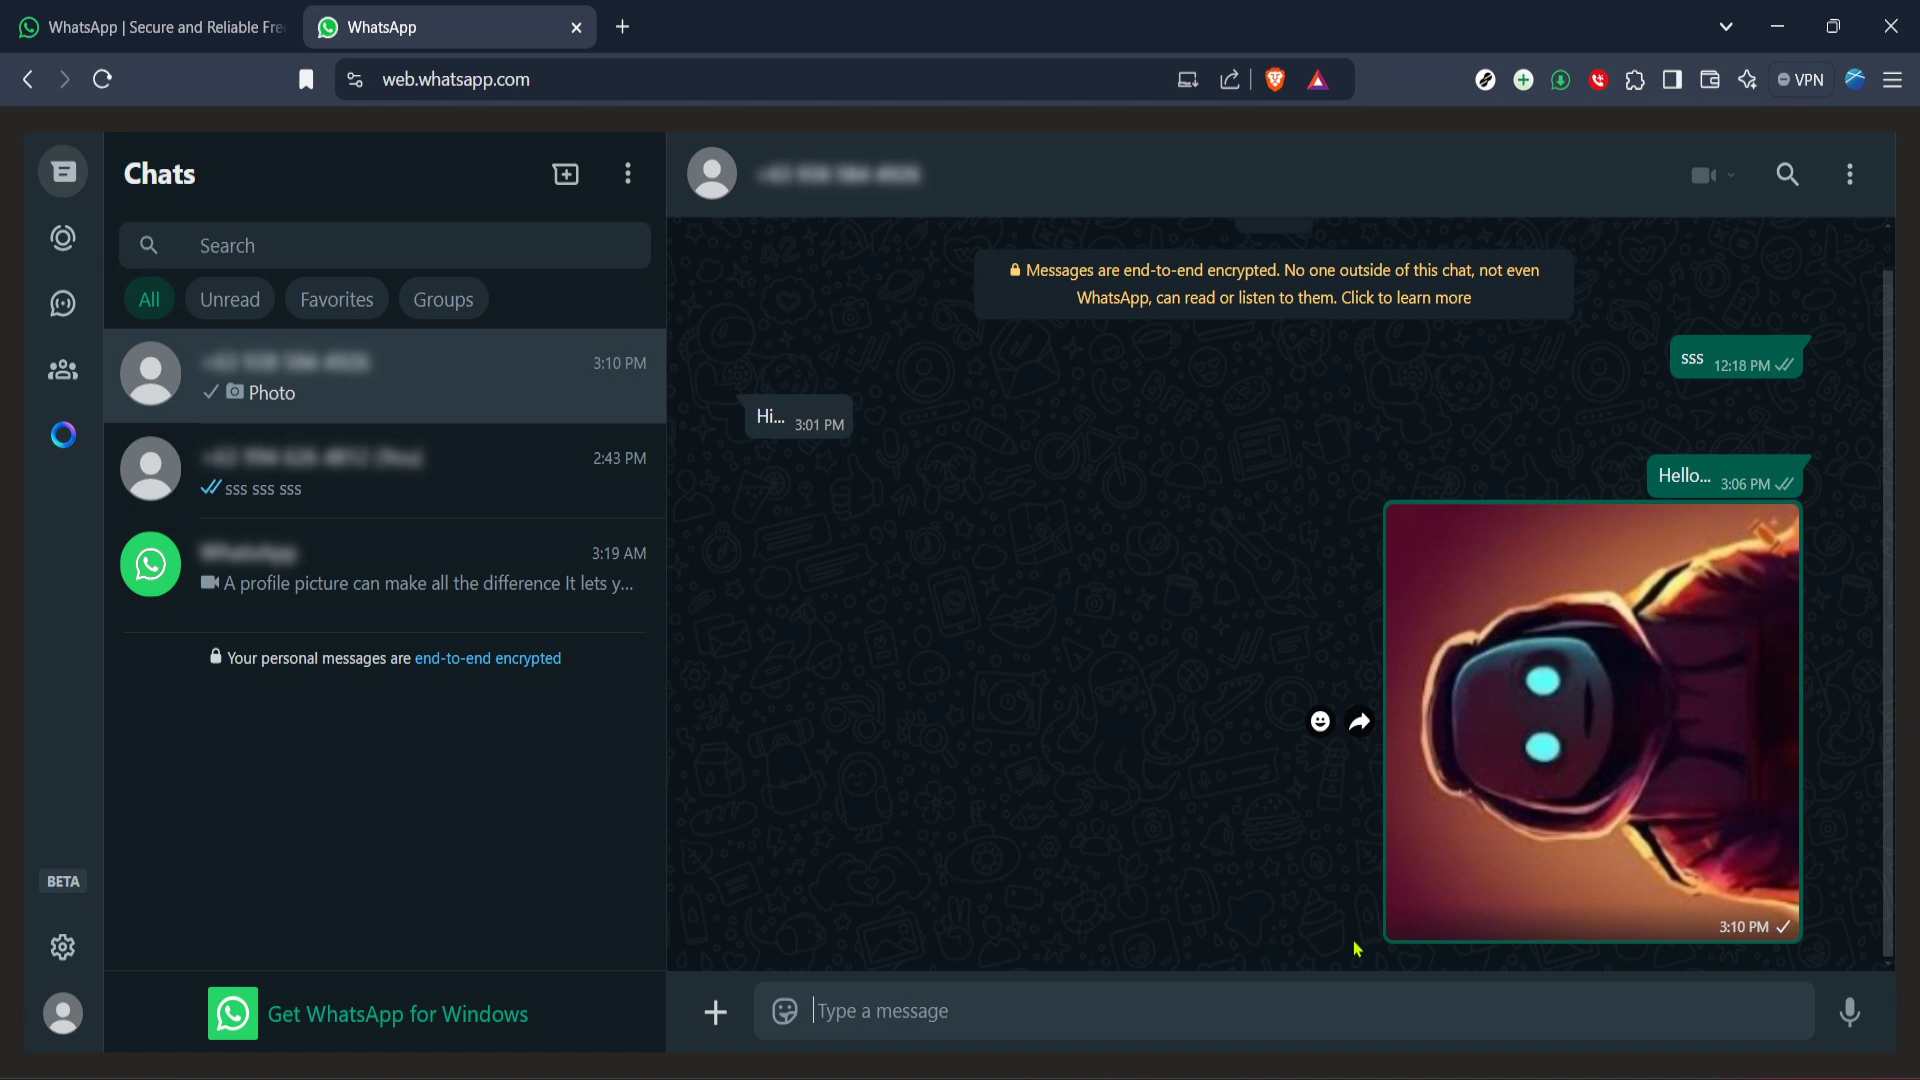 WhatsApp | Secure and Reliable Fre
WhatsApp
web.whatsapp.com
VPN
Chats
Search
All
Unread
Favorites
Groups
3:10 PM
Photo
2:43 PM
sss sss sss
WhatsApp
3:19 AM
A profile picture can make all the difference It lets y...
Your personal messages are end-to-end encrypted
BETA
Get WhatsApp for Windows
Messages are end-to-end encrypted. No one outside of this chat, not even
WhatsApp, can read or listen to them. Click to learn more
sss 12:18 PM
Hi... 3:01 PM
Hello... 3:06 PM
3:10 PM
Type a message